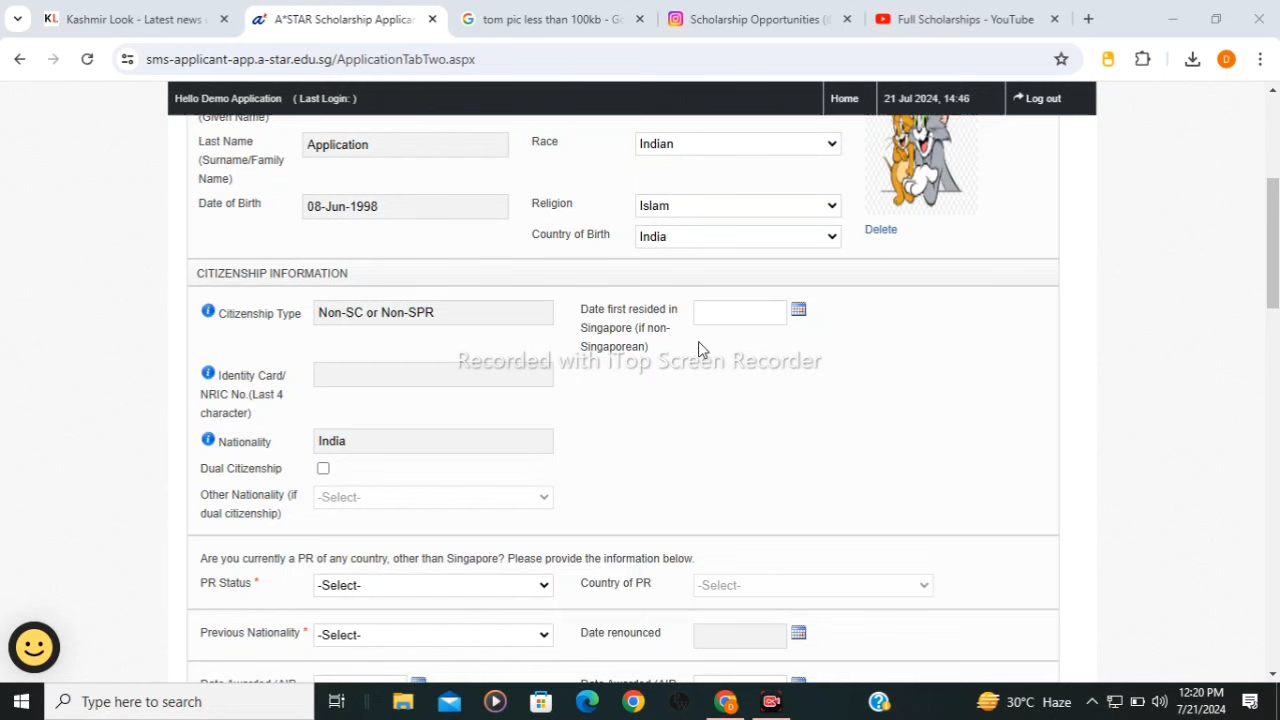 Kashmir Look - Latest news
A*STAR Scholarship Applica
tom pic less than 100kb - Go
Scholarship Opportunities (
Full Scholarships - YouTube
sms-applicant-app.a-star.edu.sg/ApplicationTabTwo.aspx
D
Hello Demo Application ( Last Login: )
Home
21 Jul 2024, 14:46
Log out
(Given Name)
Last Name
(Surname/Family
Name)
Application
Race
Indian
Date of Birth
08-Jun-1998
Religion
Islam
Country of Birth
India
Delete
CITIZENSHIP INFORMATION
Citizenship Type
Non-SC or Non-SPR
Date first resided in
Singapore (if non-
Singaporean)
Recorded with iTop Screen Recorder
Identity Card/
NRIC No.(Last 4
character)
Nationality
India
Dual Citizenship
Other Nationality (if
dual citizenship)
-Select-
Are you currently a PR of any country, other than Singapore? Please provide the information below.
PR Status *
-Select-
Country of PR
-Select-
Previous Nationality *
-Select-
Date renounced
Type here to search
30°C Haze
12:20 PM
7/21/2024